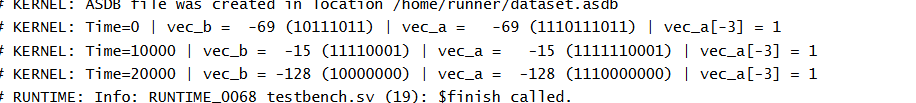 # KERNEL: ASDB file was created in location /home/runner/dataset.asdb
# KERNEL: Time=0 | vec_b =  -69 (10111011) | vec_a =   -69 (1110111011) | vec_a[-3] = 1
# KERNEL: Time=10000 | vec_b =  -15 (11110001) | vec_a =   -15 (1111110001) | vec_a[-3] = 1
# KERNEL: Time=20000 | vec_b = -128 (10000000) | vec_a =  -128 (1110000000) | vec_a[-3] = 1
# RUNTIME: Info: RUNTIME_0068 testbench.sv (19): $finish called.